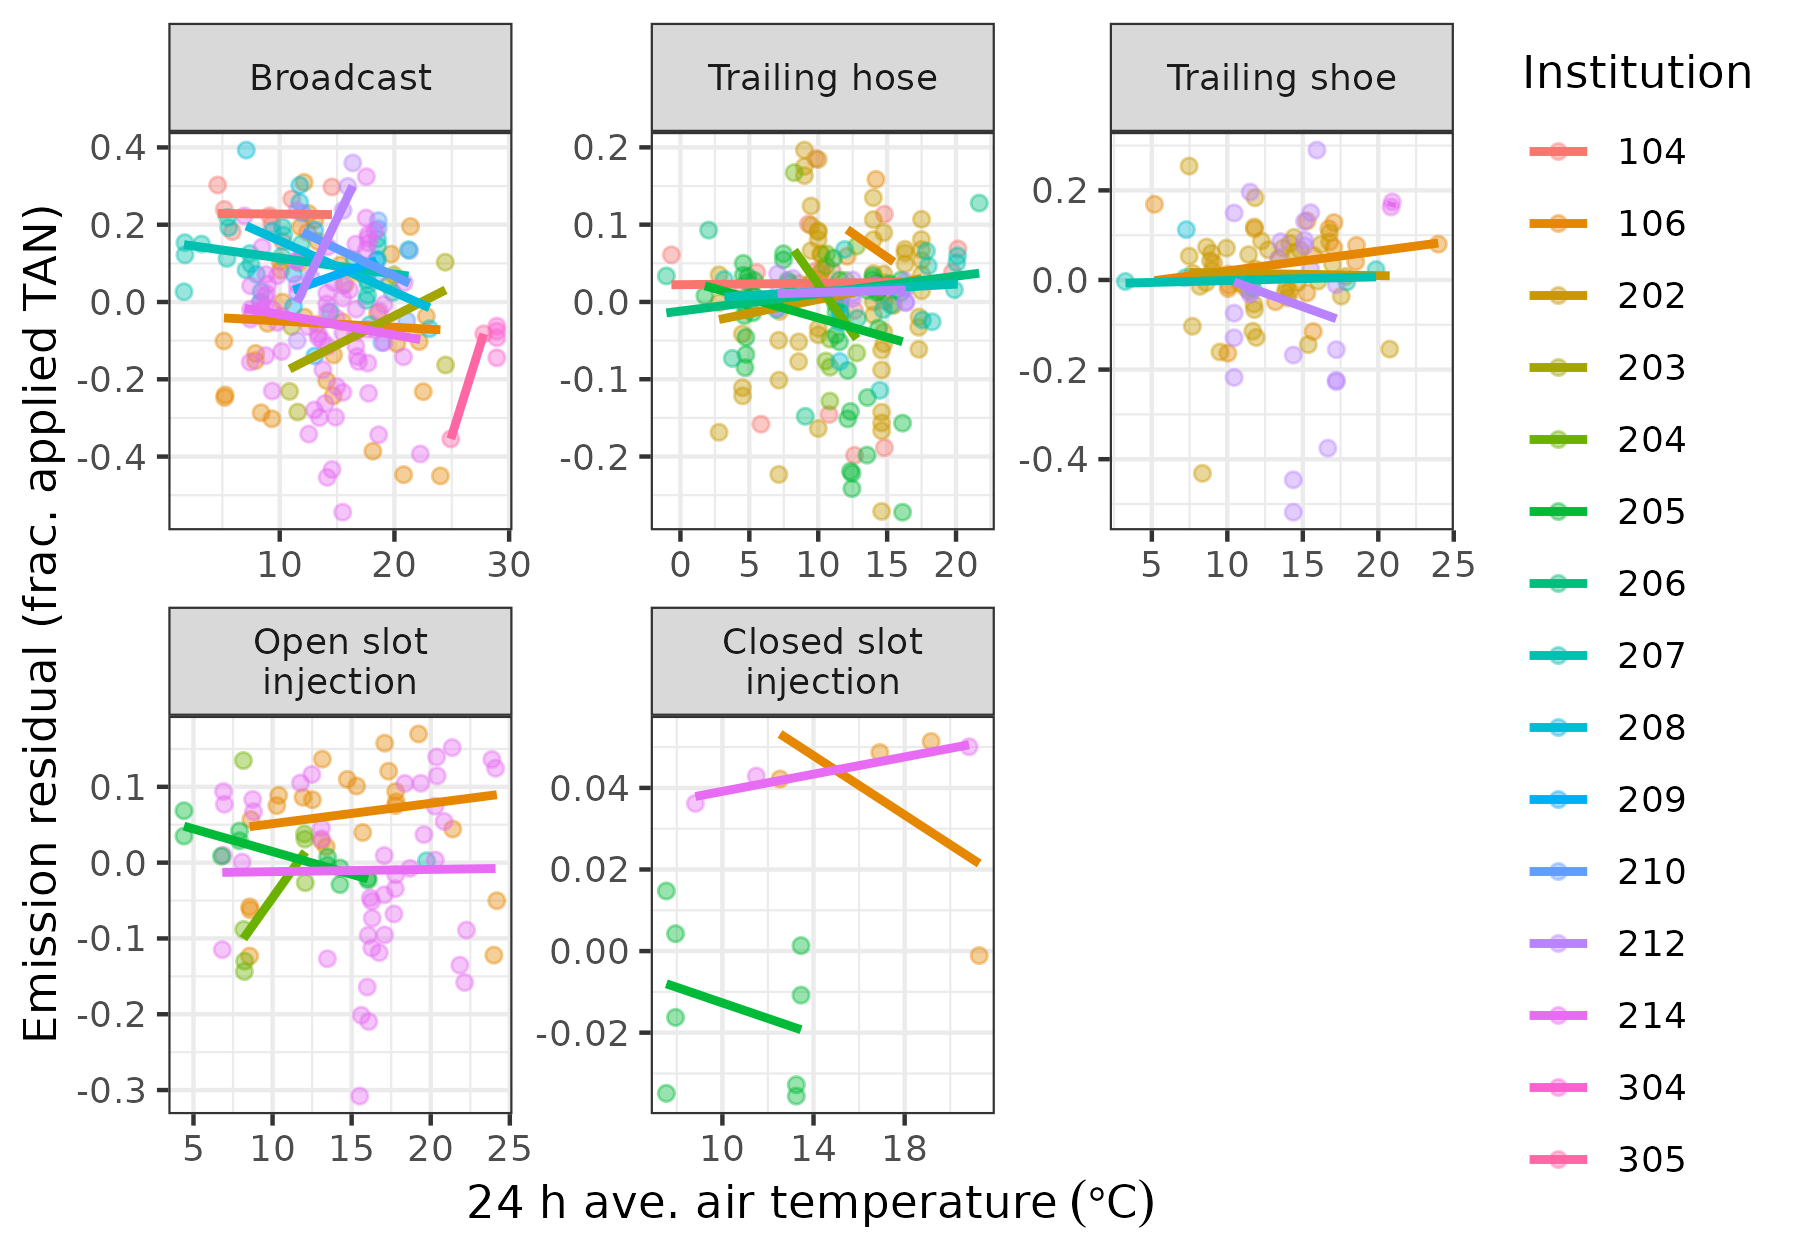 Broadcast
Trailing hose
Trailing shoe
Institution
Emission residual (frac. applied TAN)
0.4
0.2
0.0
-0.2
-0.4
10 20 30
0.2
0.1
0.0
-0.1
-0.2
0 5 10 15 20
0.2
0.0
-0.2
-0.4
5 10 15 20 25
Open slot
injection
0.1
0.0
-0.1
-0.2
-0.3
5 10 15 20 25
Closed slot
injection
0.04
0.02
0.00
-0.02
10 14 18
24 h ave. air temperature (°C)
104
106
202
203
204
205
206
207
208
209
210
212
214
304
305